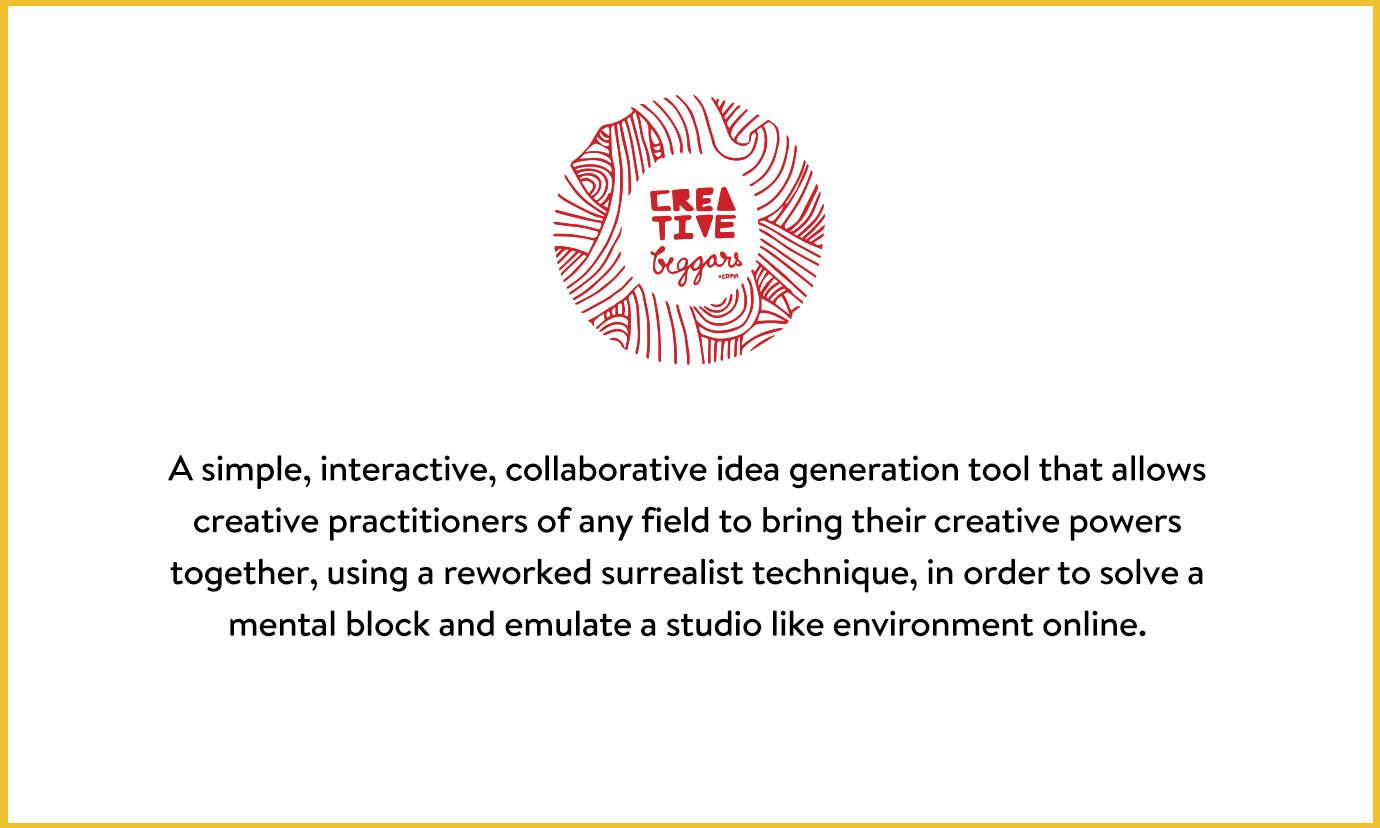 CREA
TIVE
beggars
.com
A simple, interactive, collaborative idea generation tool that allows
creative practitioners of any field to bring their creative powers
together, using a reworked surrealist technique, in order to solve a
mental block and emulate a studio like environment online.